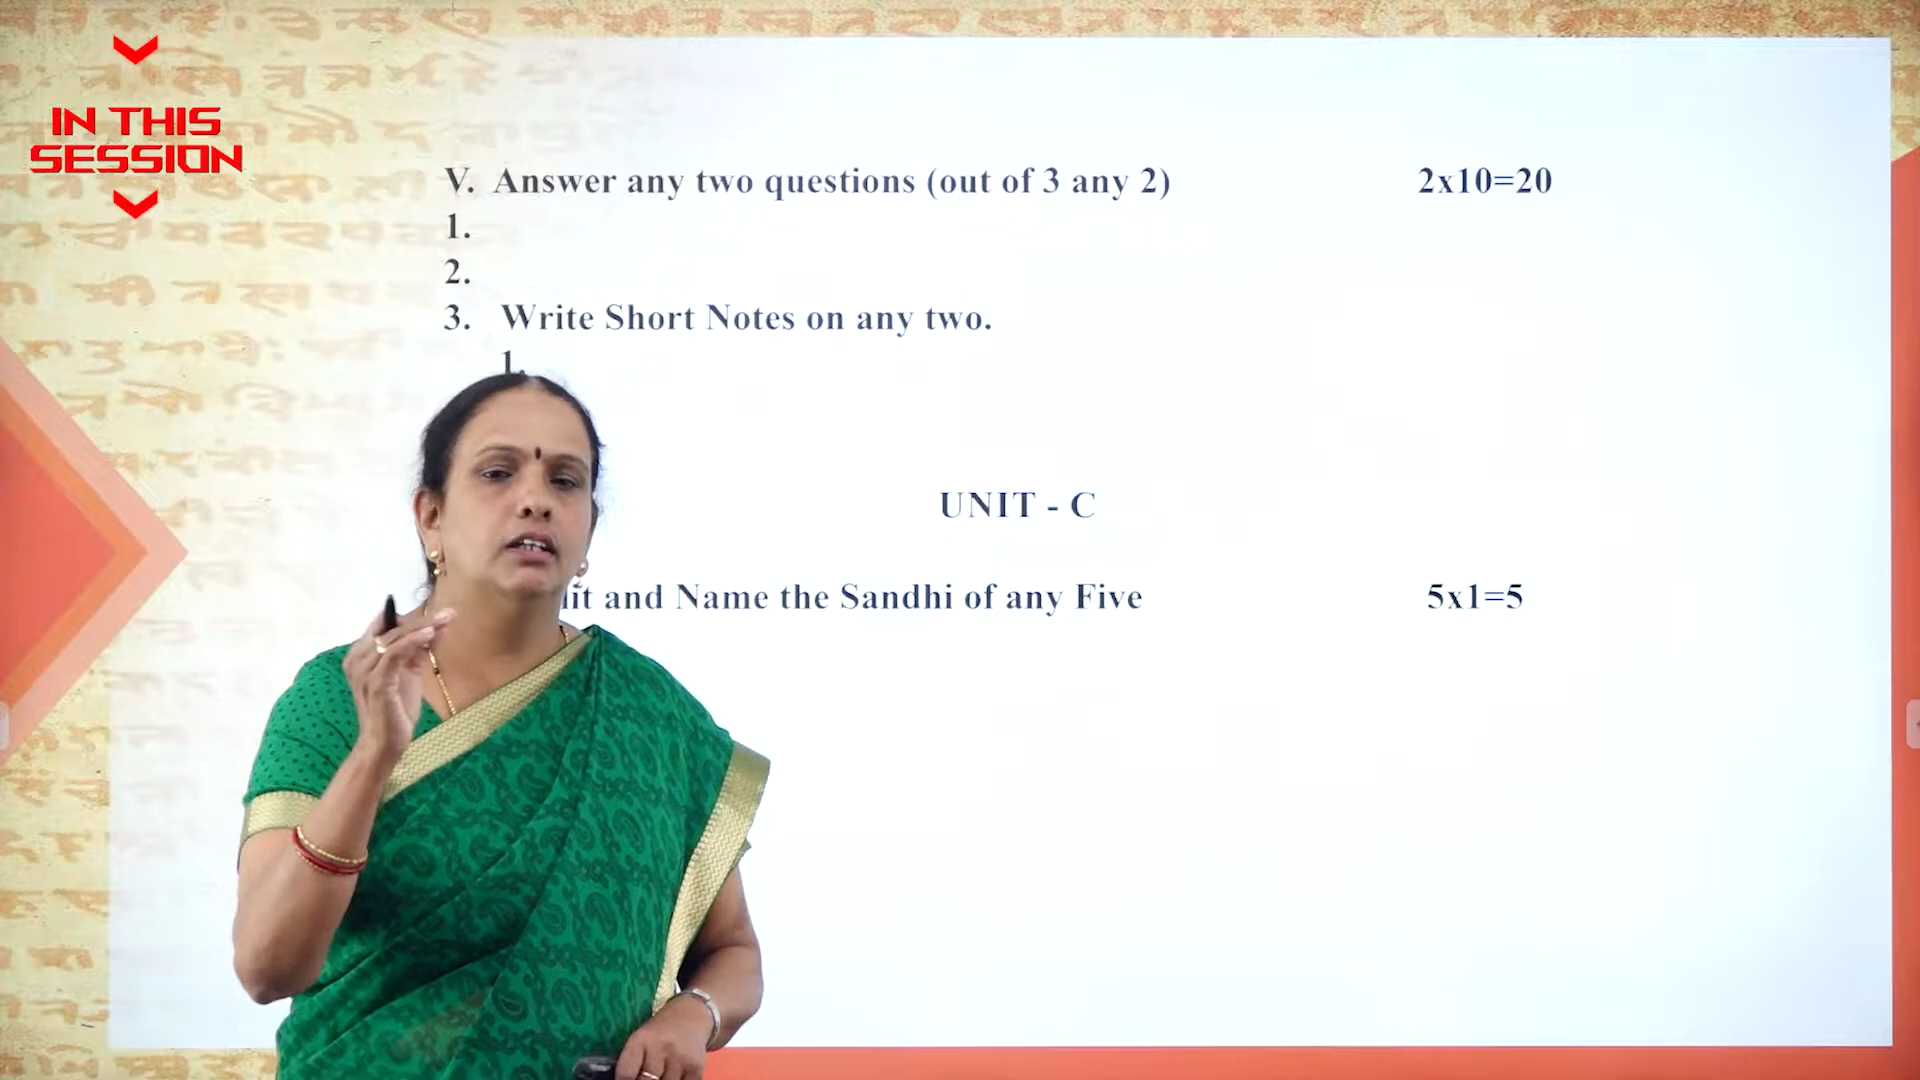 IN THIS
SESSION
V. Answer any two questions (out of 3 any 2) 2x10=20
1.
2.
3. Write Short Notes on any two.
1.
UNIT - C
and Name the Sandhi of any Five 5x1=5